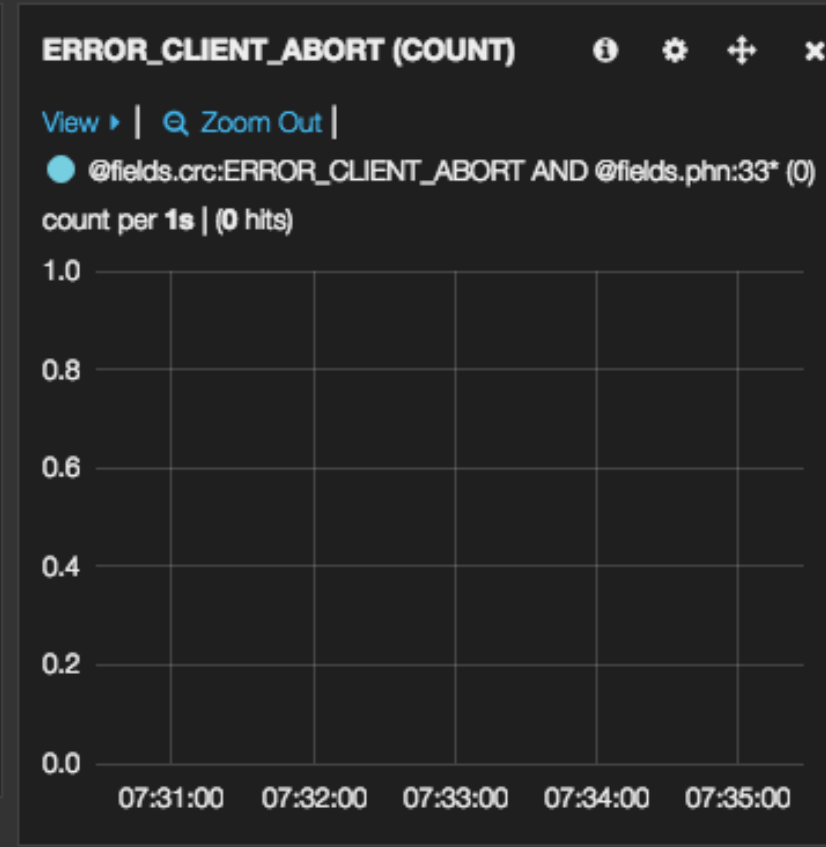 ERROR_CLIENT_ABORT (COUNT)
View | Zoom Out |
@fields.crc:ERROR_CLIENT_ABORT AND @fields.phn:33* (0)
count per 1s | (0 hits)
1.0
0.8
0.6
0.4
0.2
0.0
07:31:00 07:32:00 07:33:00 07:34:00 07:35:00